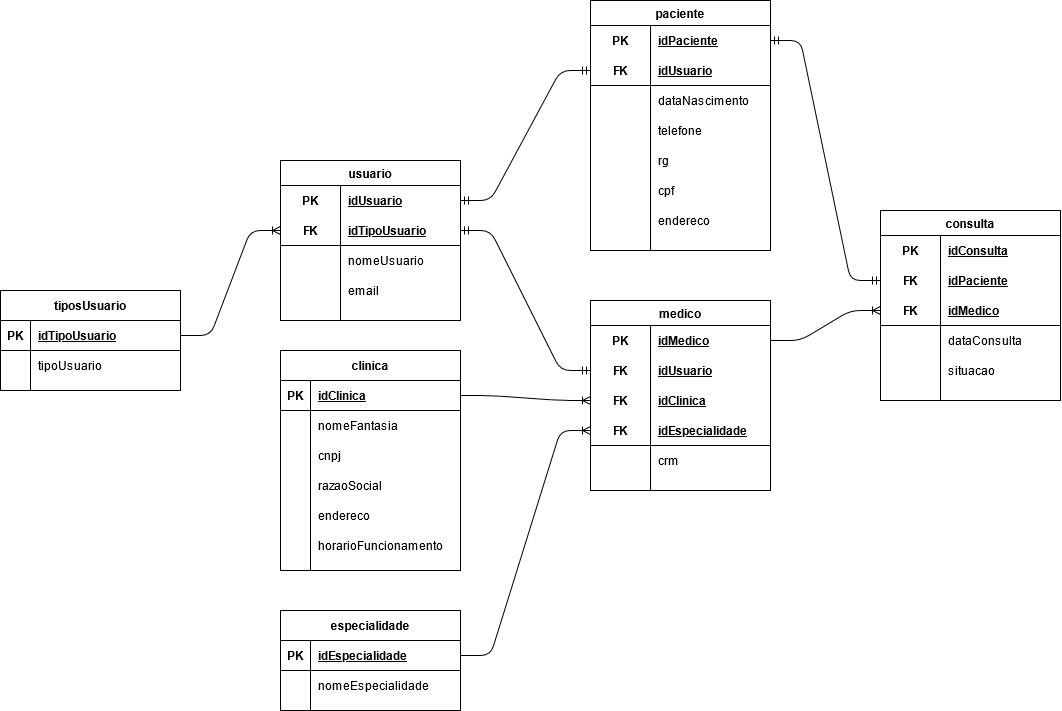 tiposUsuario
PK idTipoUsuario
tipoUsuario
usuario
PK idUsuario
FK idTipoUsuario
nomeUsuario
email
clinica
PK idClinica
nomeFantasia
cnpj
razaoSocial
endereco
horarioFuncionamento
especialidade
PK idEspecialidade
nomeEspecialidade
paciente
PK idPaciente
FK idUsuario
dataNascimento
telefone
rg
cpf
endereco
medico
PK idMedico
FK idUsuario
FK idClinica
FK idEspecialidade
crm
consulta
PK idConsulta
FK idPaciente
FK idMedico
dataConsulta
situacao